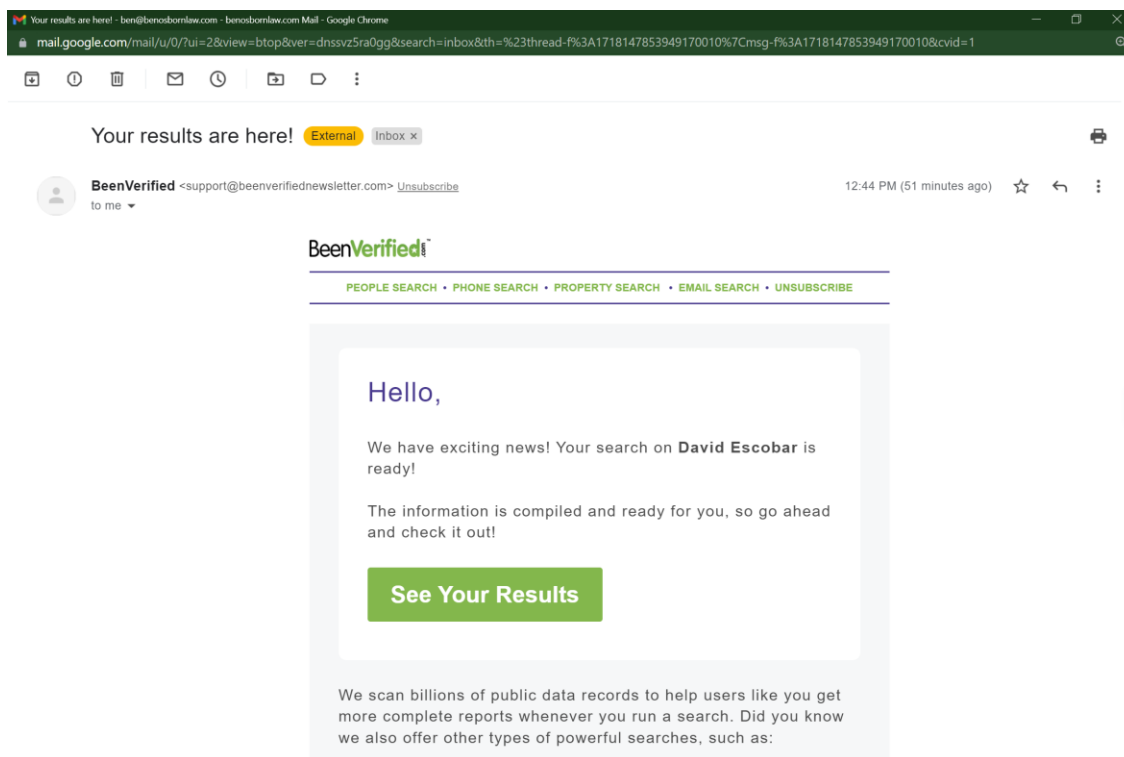 Your results are here! - ben@benosbornlaw.com - benosbornlaw.com Mail - Google Chrome
mail.google.com/mail/u/0/?ui=2&view=btop&ver=dnssvz5ra0gg&search=inbox&th=%23thread-f%3A1718147853949170010%7Cmsg-f%3A1718147853949170010&cvid=1
Your results are here! External Inbox ×
BeenVerified <support@beenverifiednewsletter.com> Unsubscribe 12:44 PM (51 minutes ago)
to me
BeenVerified
PEOPLE SEARCH • PHONE SEARCH • PROPERTY SEARCH • EMAIL SEARCH • UNSUBSCRIBE
Hello,
We have exciting news! Your search on David Escobar is
ready!
The information is compiled and ready for you, so go ahead
and check it out!
See Your Results
We scan billions of public data records to help users like you get
more complete reports whenever you run a search. Did you know
we also offer other types of powerful searches, such as: